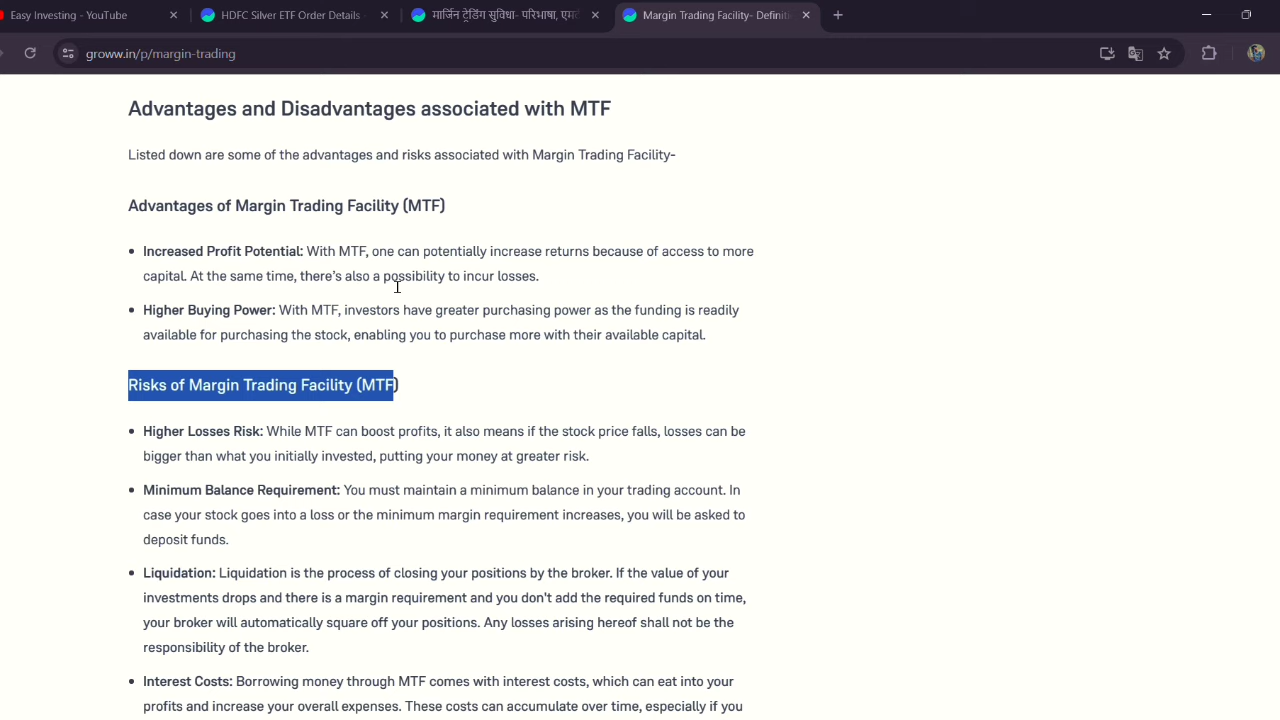 Easy Investing - YouTube
HDFC Silver ETF Order Details
मार्जिन ट्रेडिंग सुविधा- परिभाषा, एमट
Margin Trading Facility- Definiti
groww.in/p/margin-trading
Advantages and Disadvantages associated with MTF
Listed down are some of the advantages and risks associated with Margin Trading Facility-
Advantages of Margin Trading Facility (MTF)
• Increased Profit Potential: With MTF, one can potentially increase returns because of access to more
capital. At the same time, there's also a possibility to incur losses.
• Higher Buying Power: With MTF, investors have greater purchasing power as the funding is readily
available for purchasing the stock, enabling you to purchase more with their available capital.
Risks of Margin Trading Facility (MTF)
• Higher Losses Risk: While MTF can boost profits, it also means if the stock price falls, losses can be
bigger than what you initially invested, putting your money at greater risk.
• Minimum Balance Requirement: You must maintain a minimum balance in your trading account. In
case your stock goes into a loss or the minimum margin requirement increases, you will be asked to
deposit funds.
• Liquidation: Liquidation is the process of closing your positions by the broker. If the value of your
investments drops and there is a margin requirement and you don't add the required funds on time,
your broker will automatically square off your positions. Any losses arising hereof shall not be the
responsibility of the broker.
• Interest Costs: Borrowing money through MTF comes with interest costs, which can eat into your
profits and increase your overall expenses. These costs can accumulate over time, especially if you